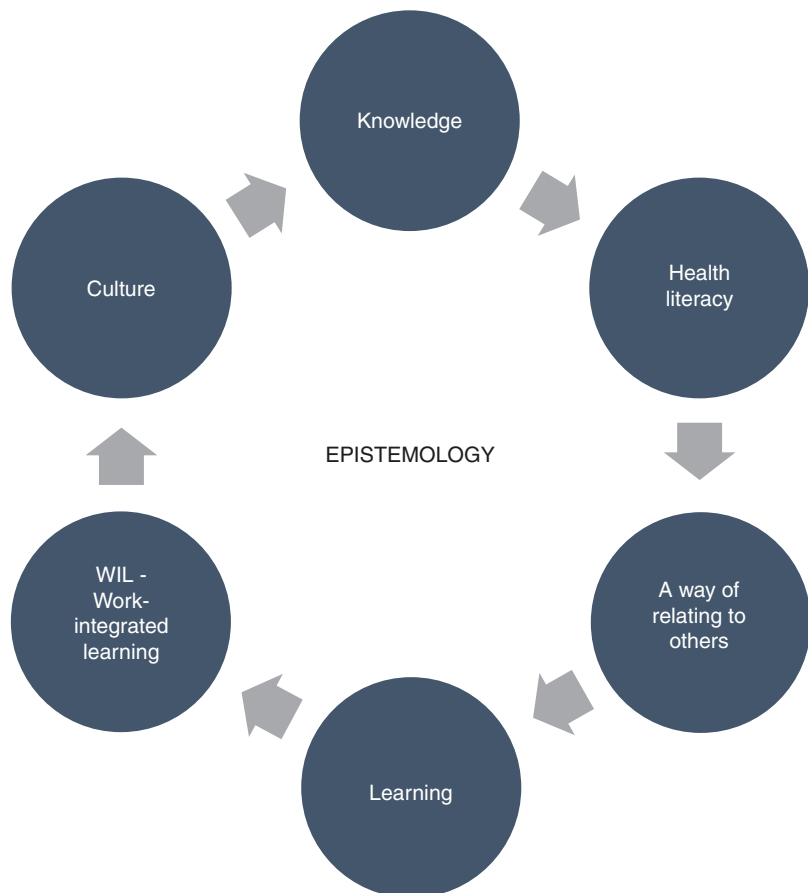 Knowledge
Health
literacy
A way of
relating to
others
Learning
WIL -
Work-
integrated
learning
Culture
EPISTEMOLOGY